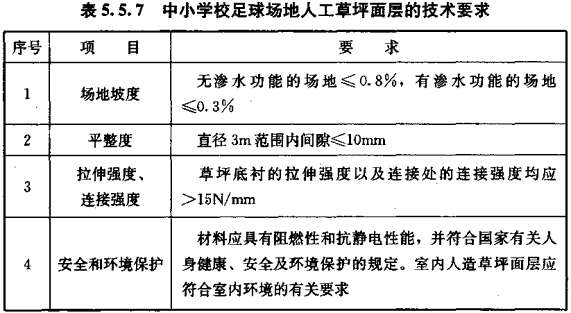 表 5.5.7 中小学校足球场地人工草坪面层的技术要求
序号 项 目 要 求
1 场地坡度 无渗水功能的场地≤0.8%,有渗水功能的场地
≤0.3%
2 平整度 直径 3m 范围内间隙≤10mm
3 拉伸强度、
连接强度 草坪底衬的拉伸强度以及连接处的连接强度均应
>15N/mm
4 安全和环境保护 材料应具有阻燃性和抗静电性能,并符合国家有关人
身健康、安全及环境保护的规定。室内人造草坪面层应
符合室内环境的有关要求